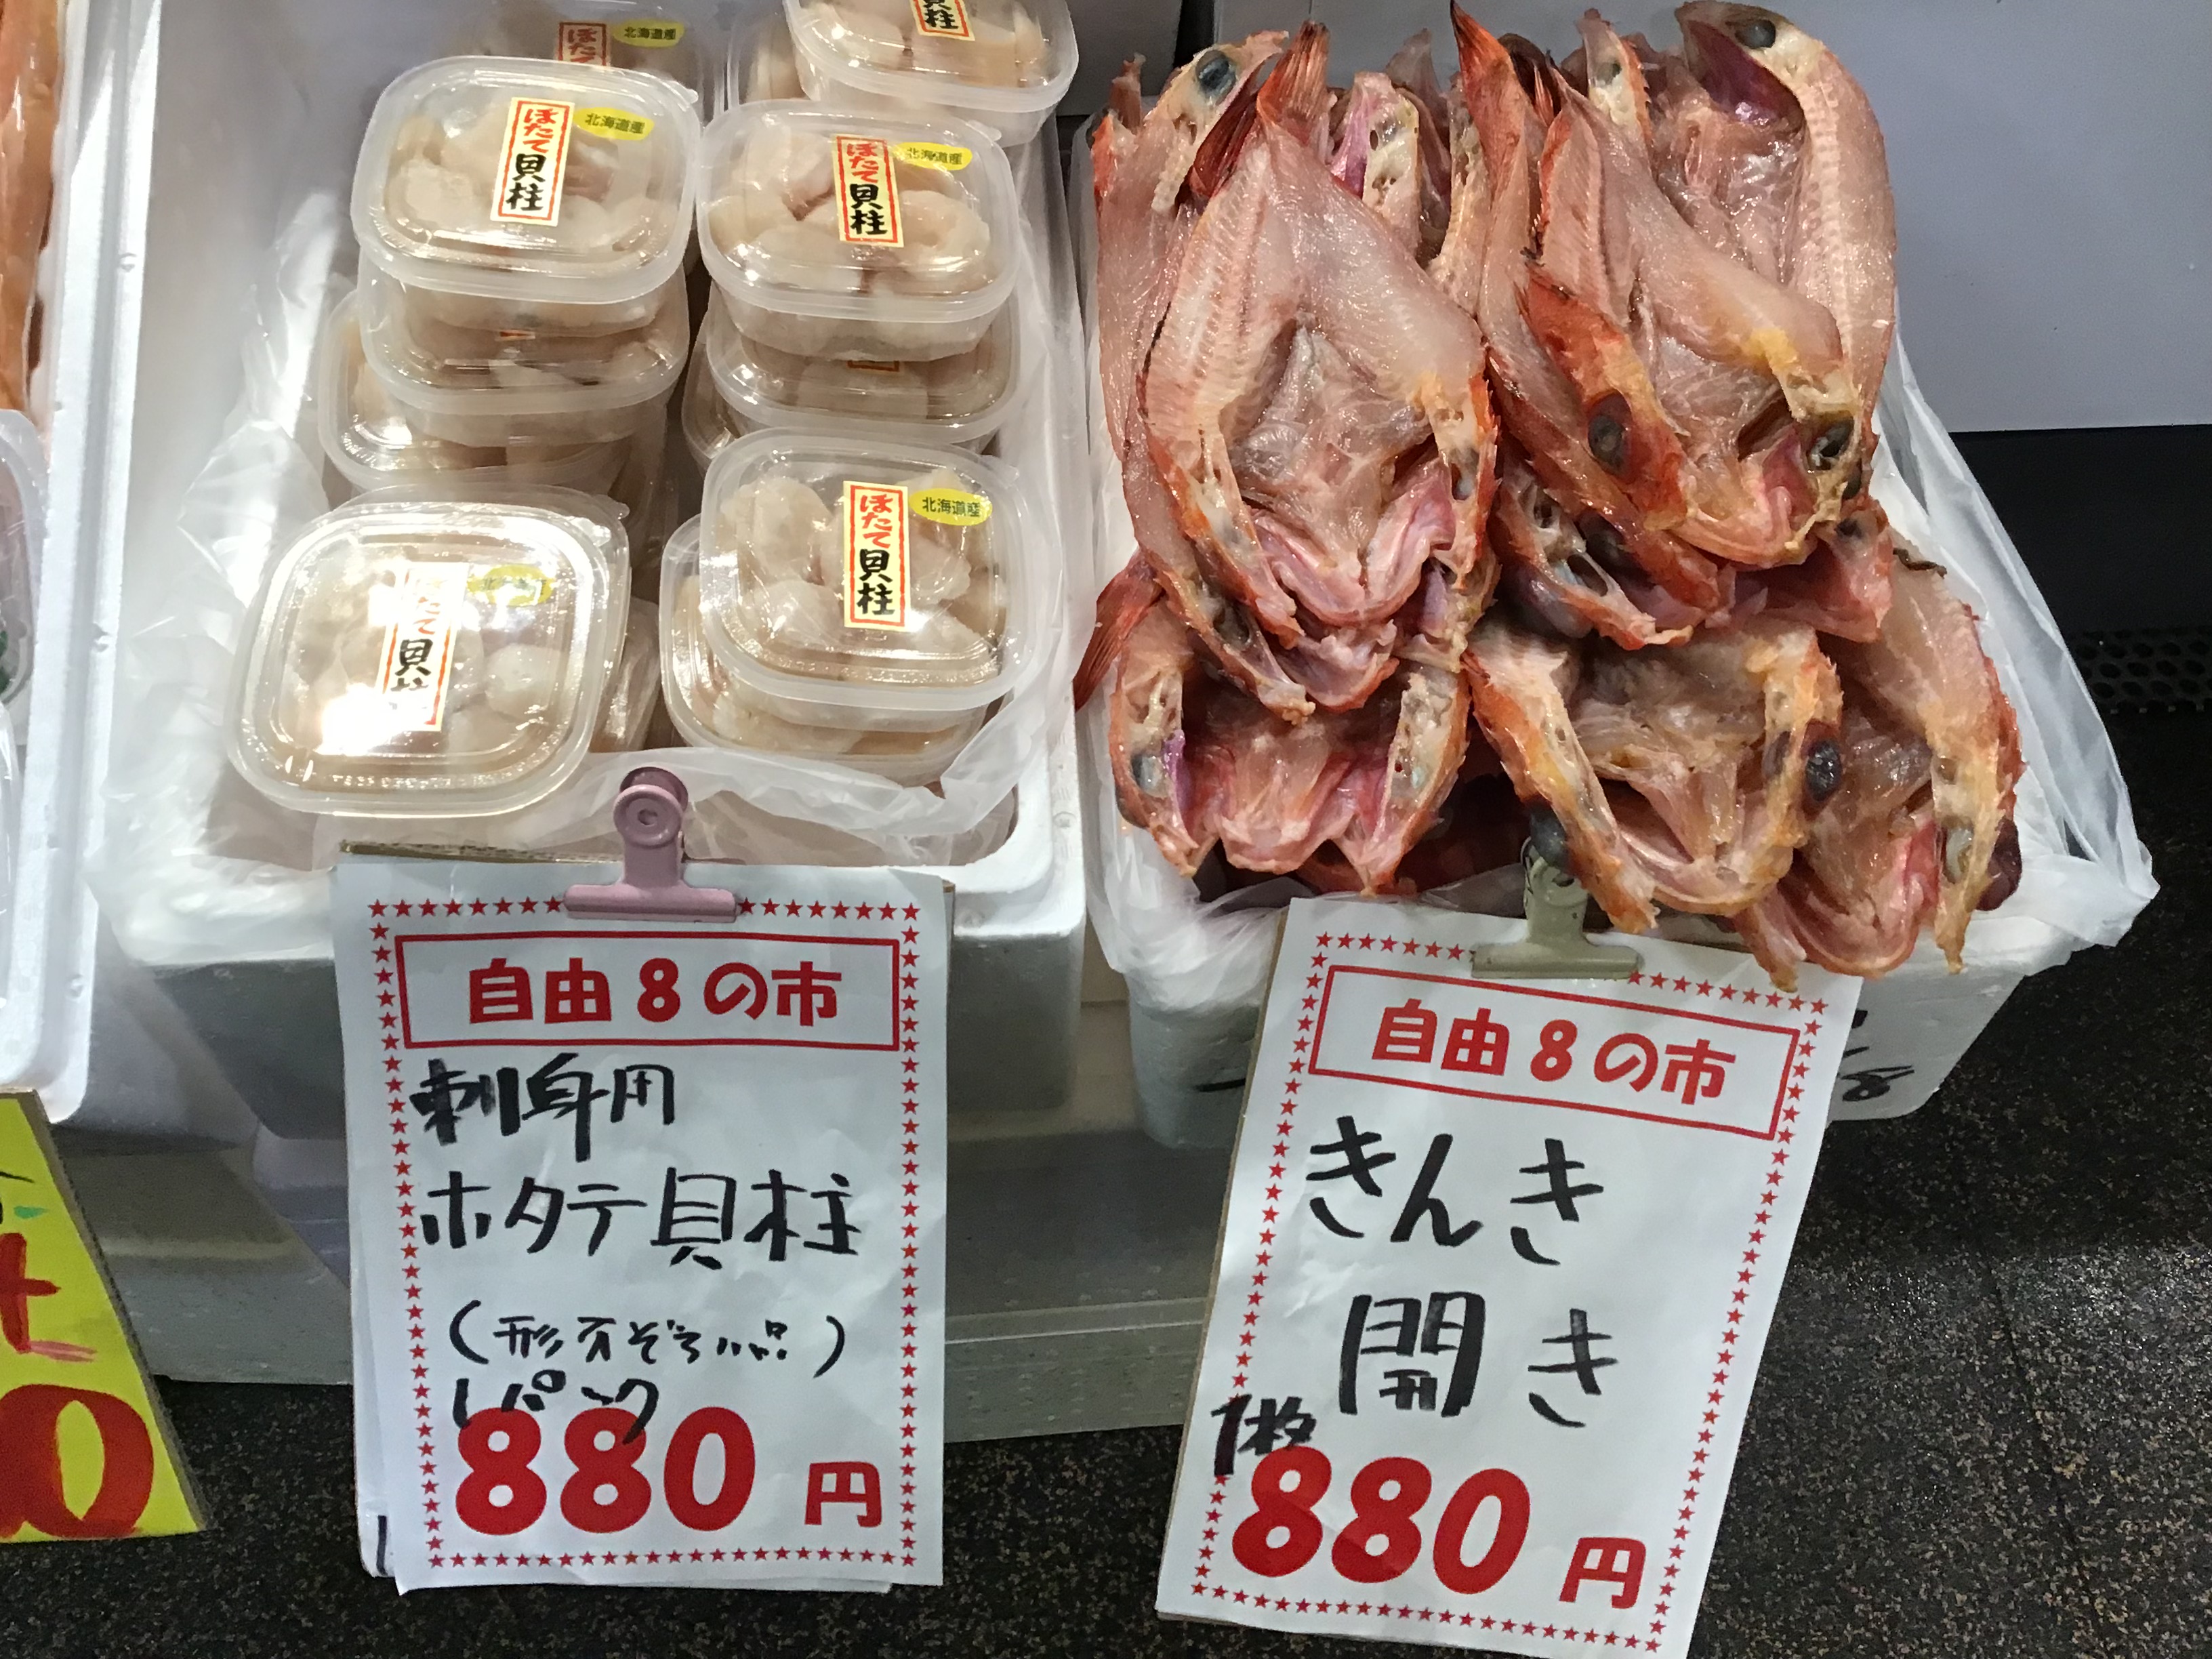 ほたて
北海道産
ほたて貝柱
北海道産
ほたて貝柱
北海道産
ほたて貝柱
北海道産
たて貝
自由8の市
刺身用
ホタテ貝柱
(形不ぞろい品)
1パック
880円
自由8の市
きんき
開き
1枚
880円